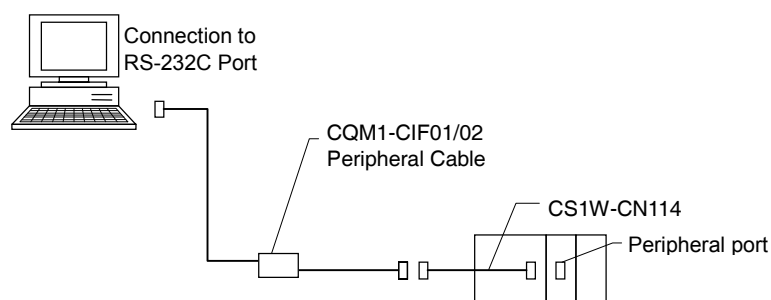 Connection to
RS-232C Port
CQM1-CIF01/02
Peripheral Cable
CS1W-CN114
Peripheral port